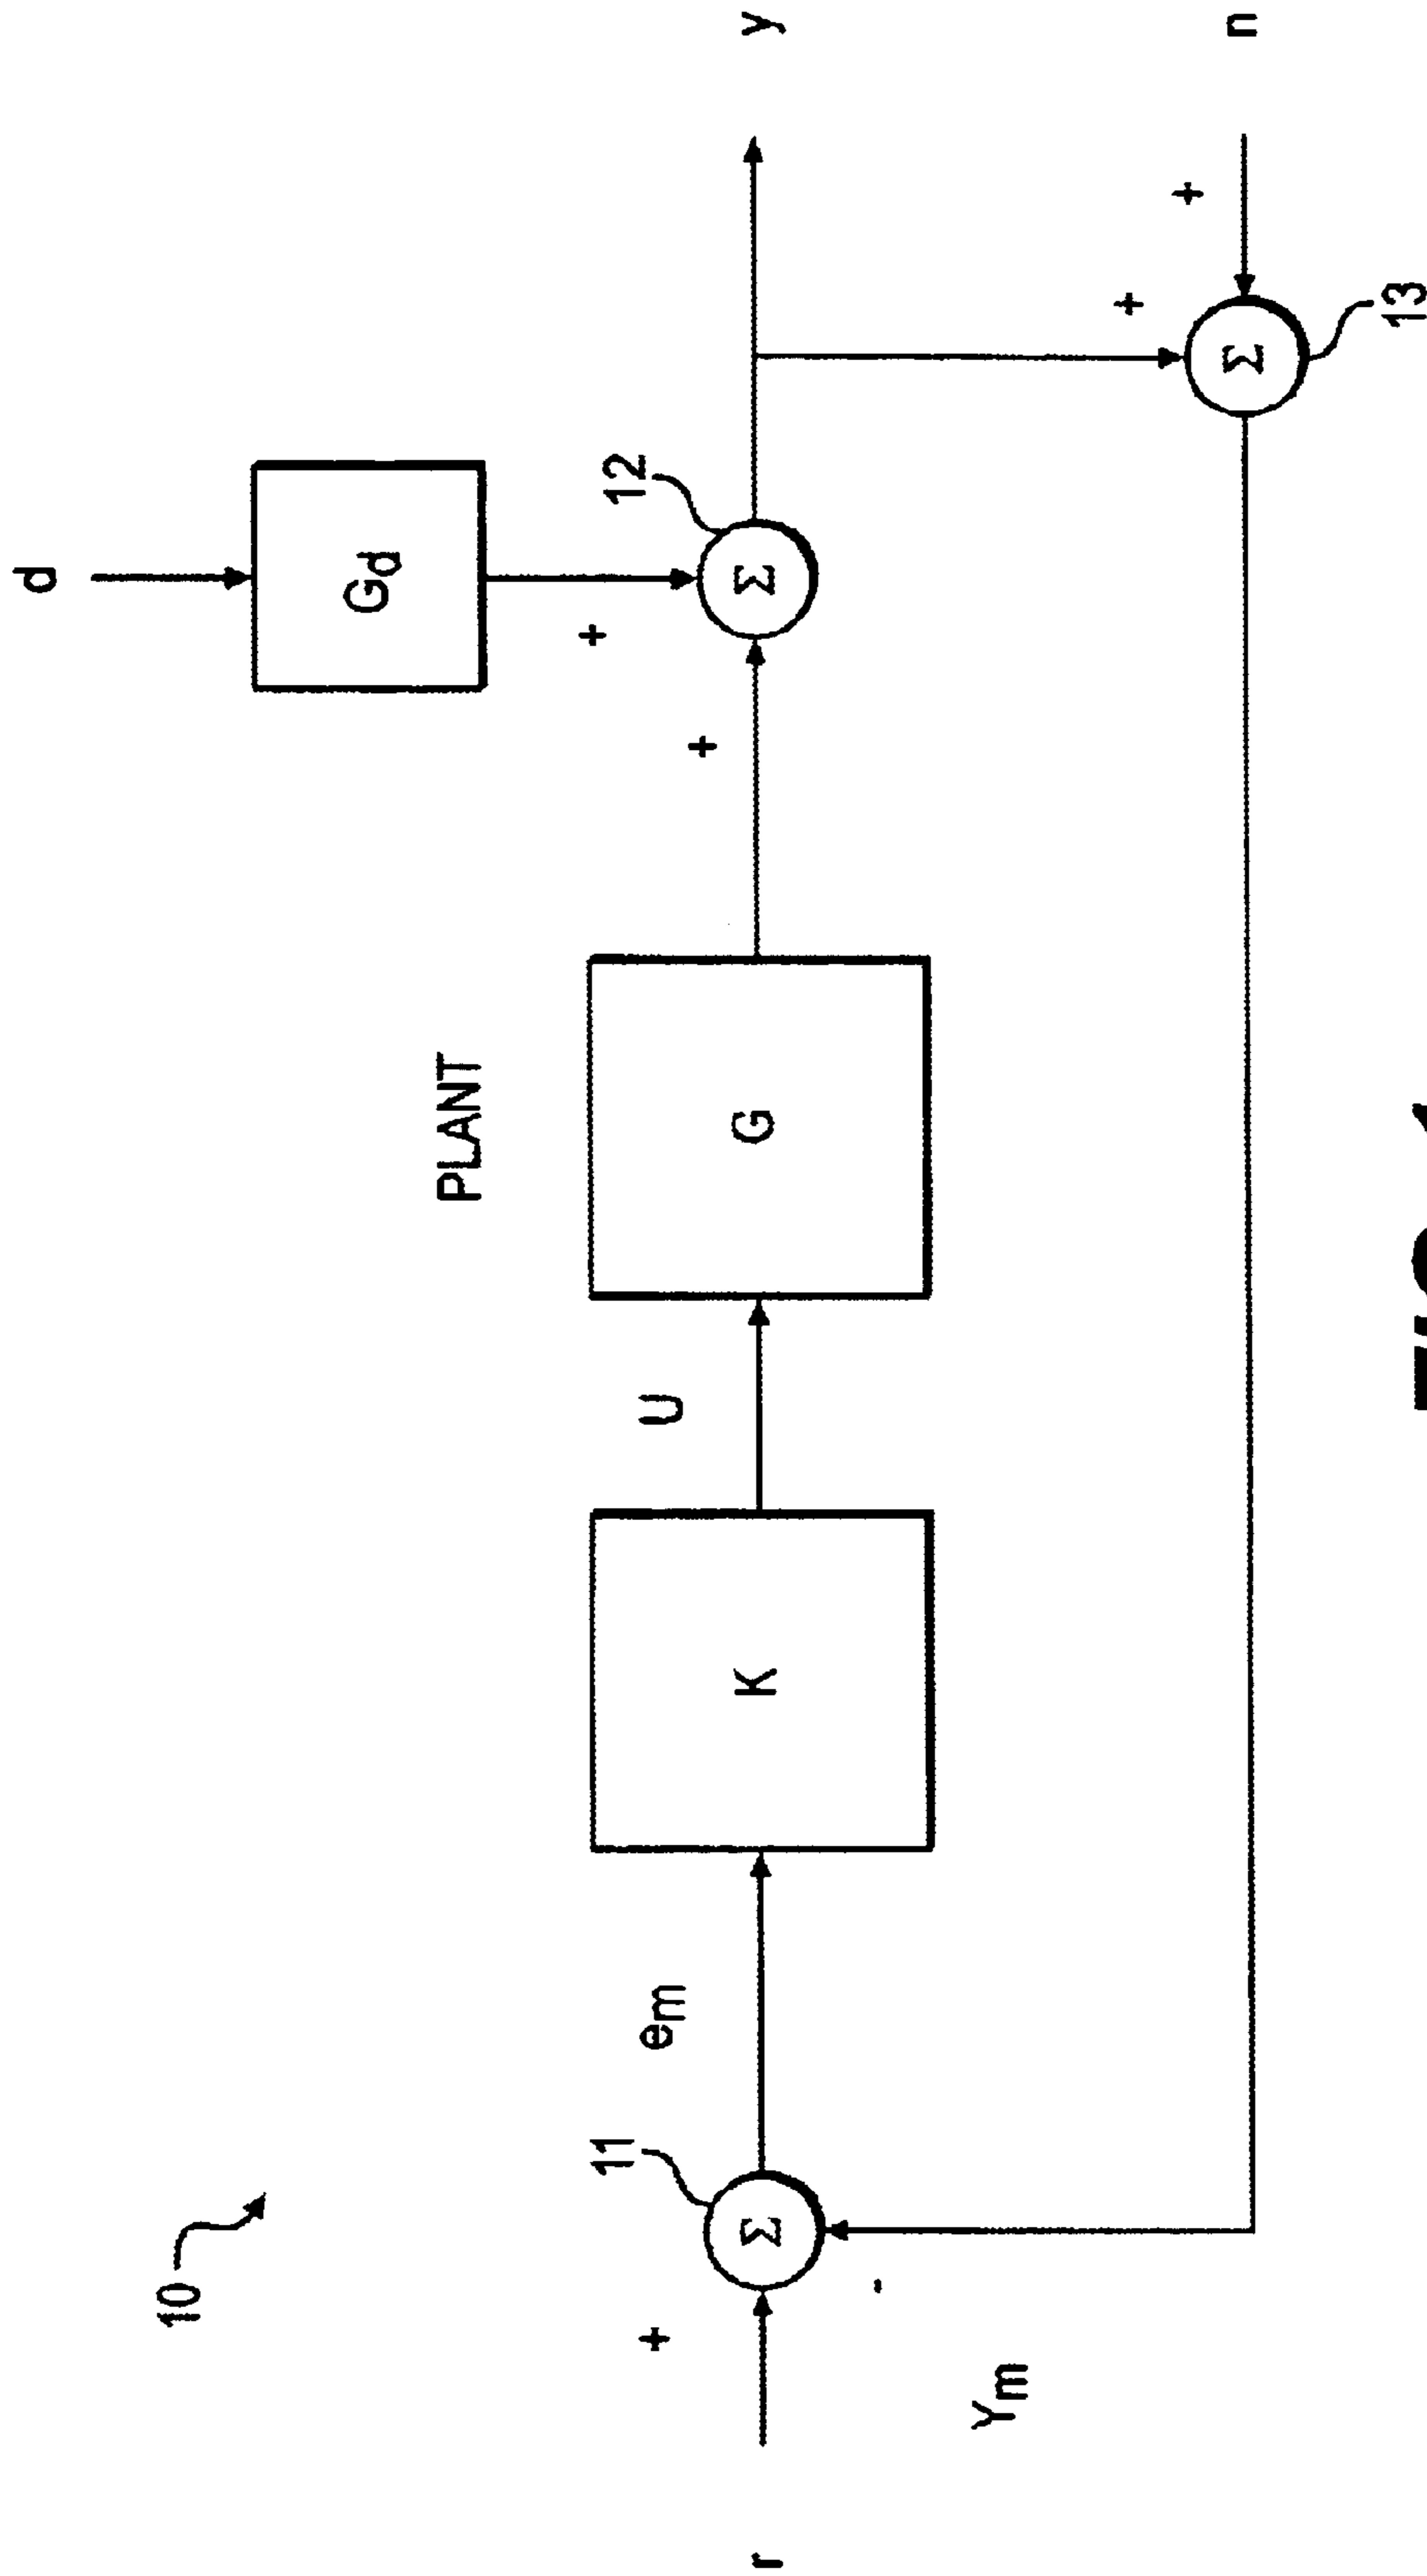 d
10
Gd
PLANT
11
12
+
+
em
U
+
r
Σ
K
G
Σ
y
-
Ym
+
+
Σ
n
13